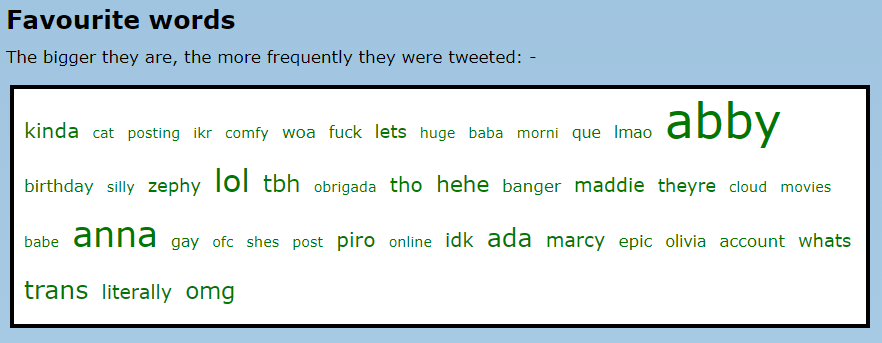 Favourite words
The bigger they are, the more frequently they were tweeted: -
kinda cat posting ikr comfy woa fuck lets huge baba morni que lmao abby
birthday silly zephy lol tbh obrigada tho hehe banger maddie theyre cloud movies
babe anna gay ofc shes post piro online idk ada marcy epic olivia account whats
trans literally omg